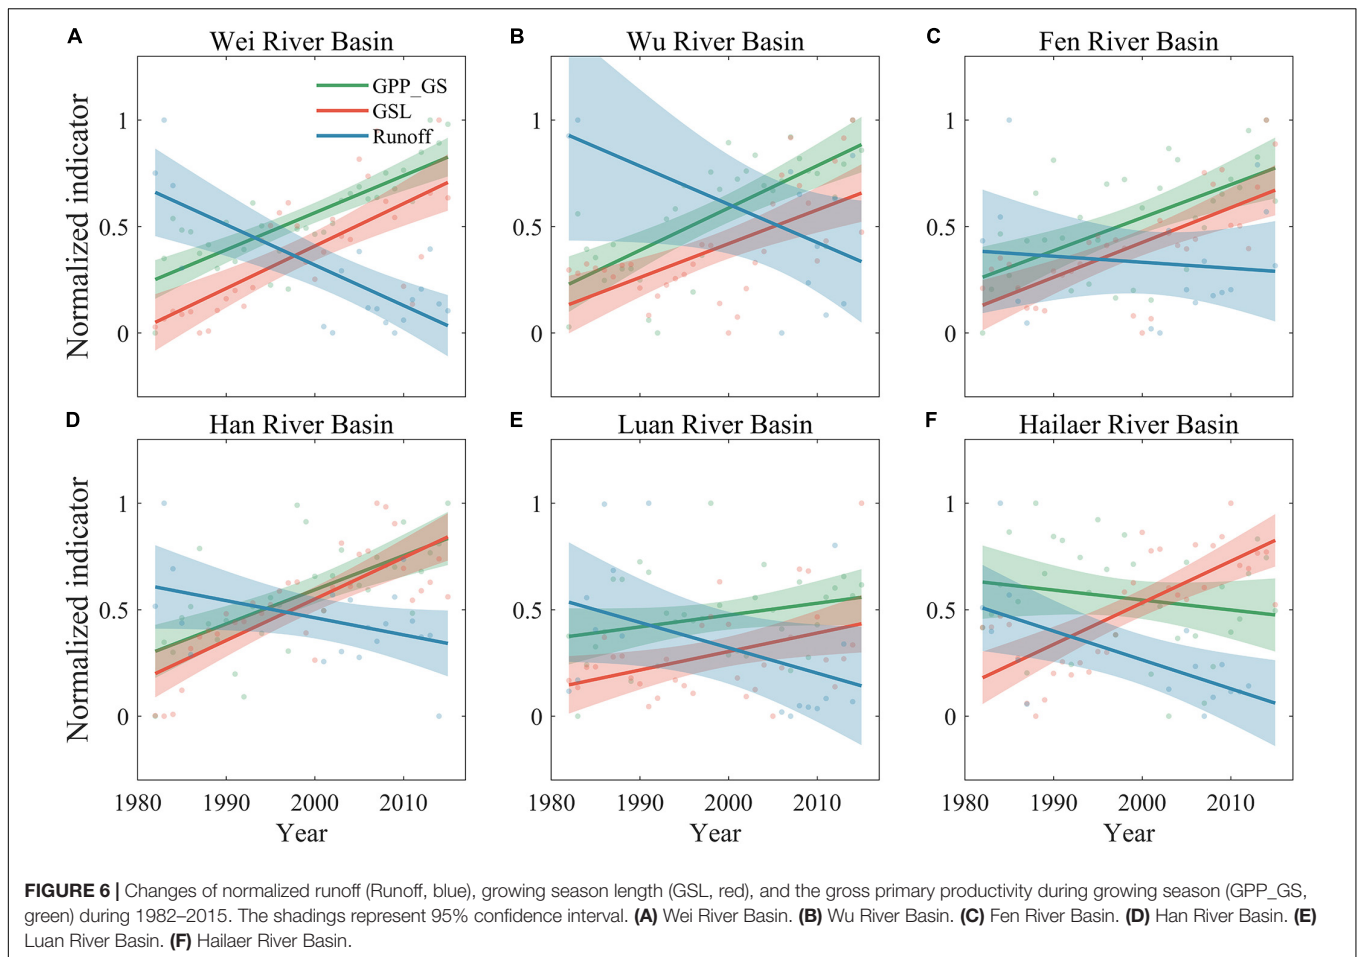 A
Wei River Basin
B
Wu River Basin
C
Fen River Basin
GPP_GS
GSL
Runoff
Normalized indicator
1
0.5
0
1
0.5
0
1
0.5
0
D
Han River Basin
E
Luan River Basin
F
Hailaer River Basin
Normalized indicator
1
0.5
0
1
0.5
0
1
0.5
0
1980 1990 2000 2010
1980 1990 2000 2010
1980 1990 2000 2010
Year
Year
Year
FIGURE 6 | Changes of normalized runoff (Runoff, blue), growing season length (GSL, red), and the gross primary productivity during growing season (GPP_GS,
green) during 1982–2015. The shadings represent 95% confidence interval. (A) Wei River Basin. (B) Wu River Basin. (C) Fen River Basin. (D) Han River Basin. (E)
Luan River Basin. (F) Hailaer River Basin.